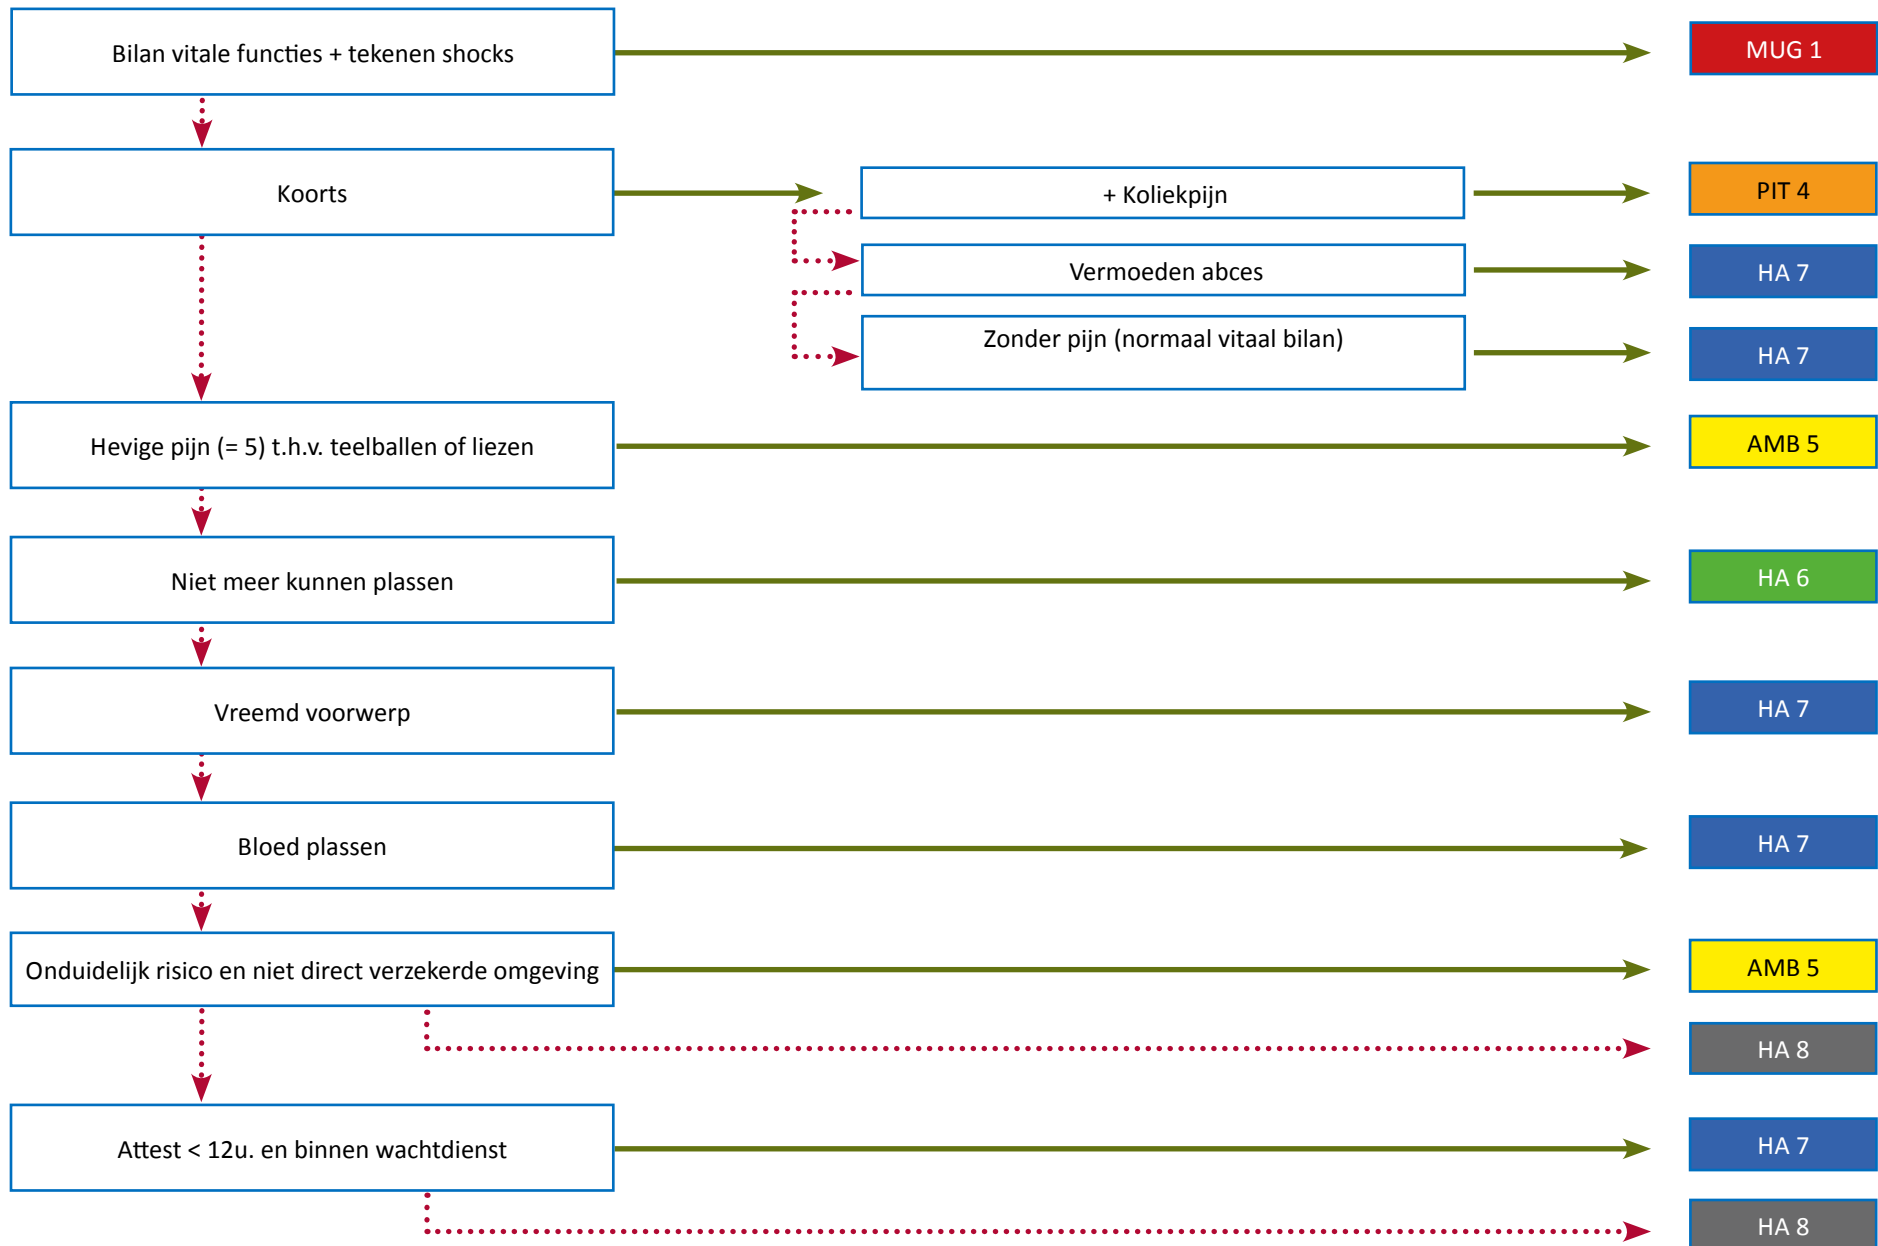 Bilan vitale functies + tekenen shocks
MUG 1
Koorts
+ Koliekpijn
PIT 4
Vermoeden abces
HA 7
Zonder pijn (normaal vitaal bilan)
HA 7
Hevige pijn (= 5) t.h.v. teelballen of liezen
AMB 5
Niet meer kunnen plassen
HA 6
Vreemd voorwerp
HA 7
Bloed plassen
HA 7
Onduidelijk risico en niet direct verzekerde omgeving
AMB 5
HA 8
Attest < 12u. en binnen wachtdienst
HA 7
HA 8